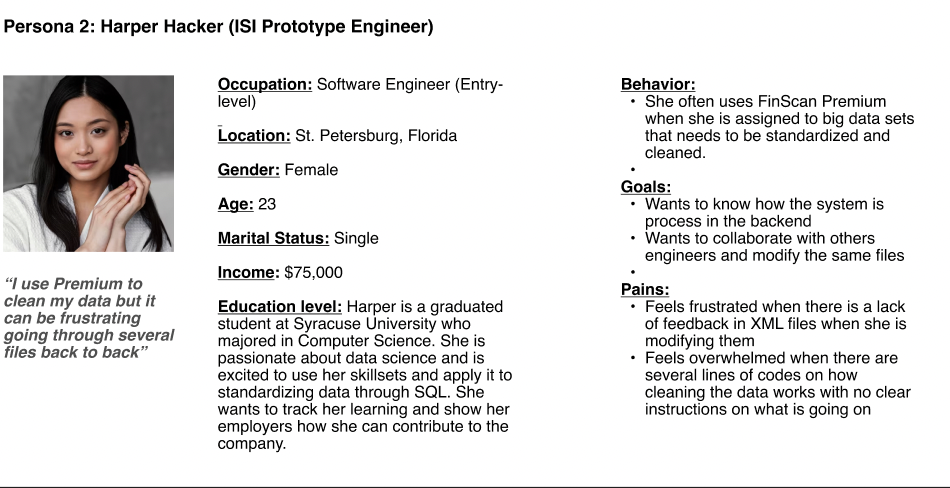 Persona 2: Harper Hacker (ISI Prototype Engineer)
“I use Premium to
clean my data but it
can be frustrating
going through several
files back to back”
Occupation: Software Engineer (Entry-
level)
Location: St. Petersburg, Florida
Gender: Female
Age: 23
Marital Status: Single
Income: $75,000
Education level: Harper is a graduated
student at Syracuse University who
majored in Computer Science. She is
passionate about data science and is
excited to use her skillsets and apply it to
standardizing data through SQL. She
wants to track her learning and show her
employers how she can contribute to the
company.
Behavior:
• She often uses FinScan Premium
when she is assigned to big data sets
that needs to be standardized and
cleaned.
•
Goals:
• Wants to know how the system is
process in the backend
• Wants to collaborate with others
engineers and modify the same files
•
Pains:
• Feels frustrated when there is a lack
of feedback in XML files when she is
modifying them
• Feels overwhelmed when there are
several lines of codes on how
cleaning the data works with no clear
instructions on what is going on